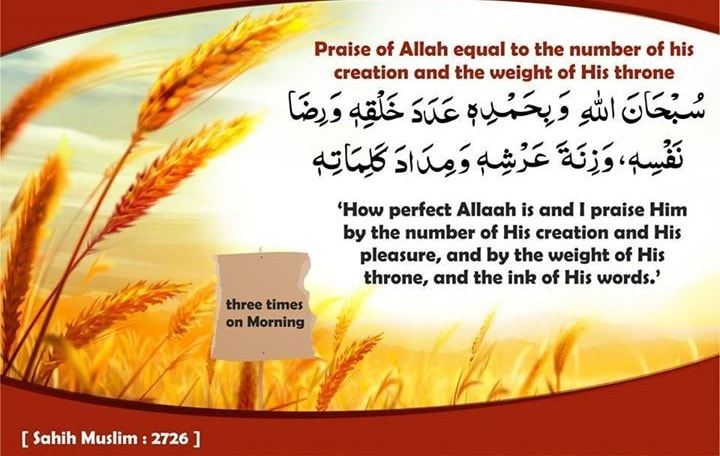 Praise of Allah equal to the number of his
creation and the weight of His throne
سُبْحَانَ اللهِ وَبِحَمْدِهِ عَدَدَ خَلْقِهِ وَرِضَا
نَفْسِهِ، وَزِنَةَ عَرْشِهِ وَمِدَادَ كَلِمَاتِهِ
‘How perfect Allaah is and I praise Him
by the number of His creation and His
pleasure, and by the weight of His
throne, and the ink of His words.’
three times
on Morning
[ Sahih Muslim : 2726 ]